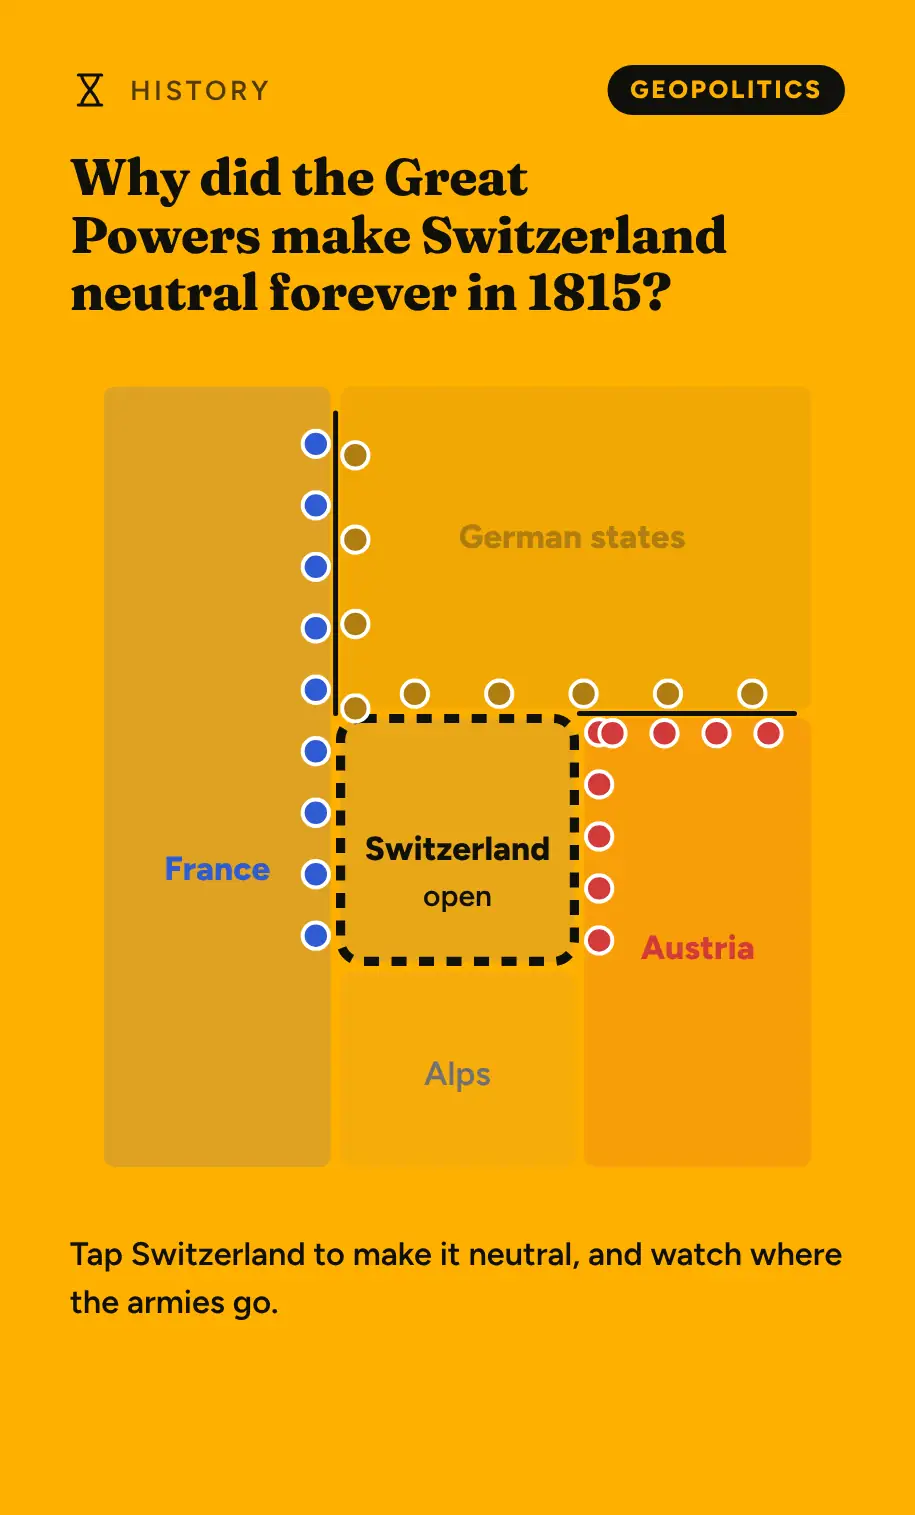 HISTORY
GEOPOLITICS
Why did the Great
Powers make Switzerland
neutral forever in 1815?
German states
Switzerland
open
France
Austria
Alps
Tap Switzerland to make it neutral, and watch where
the armies go.